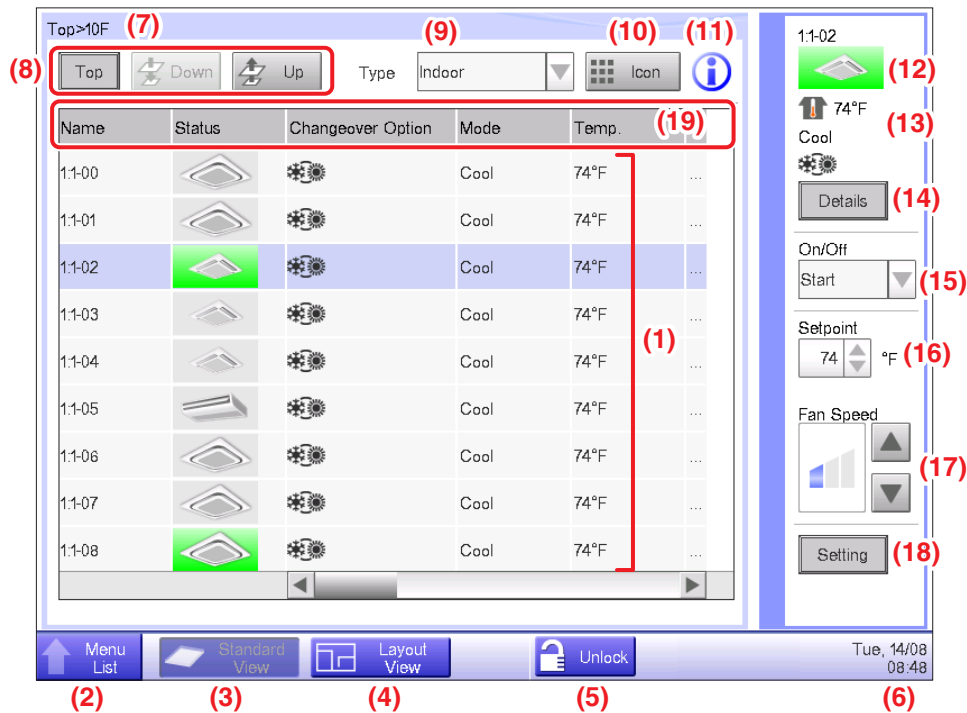 Top>10F (7)
(8) Top Down Up Type (9) Indoor (10) Icon (11)
Name Status Changeover Option Mode Temp. (19)
1:1-00 Cool 74°F ...
1:1-01 Cool 74°F ...
1:1-02 Cool 74°F ...
1:1-03 Cool 74°F ...
(1)
1:1-04 Cool 74°F ...
1:1-05 Cool 74°F ...
1:1-06 Cool 74°F ...
1:1-07 Cool 74°F ...
1:1-08 Cool 74°F ...
1:1-02
(12)
74°F
(13)
Cool
Details (14)
On/Off
Start (15)
Setpoint
74 °F (16)
Fan Speed
(17)
Setting (18)
Menu
List
Standard
View
Layout
View
Unlock
Tue, 14/08
08:48
(2) (3) (4) (5) (6)